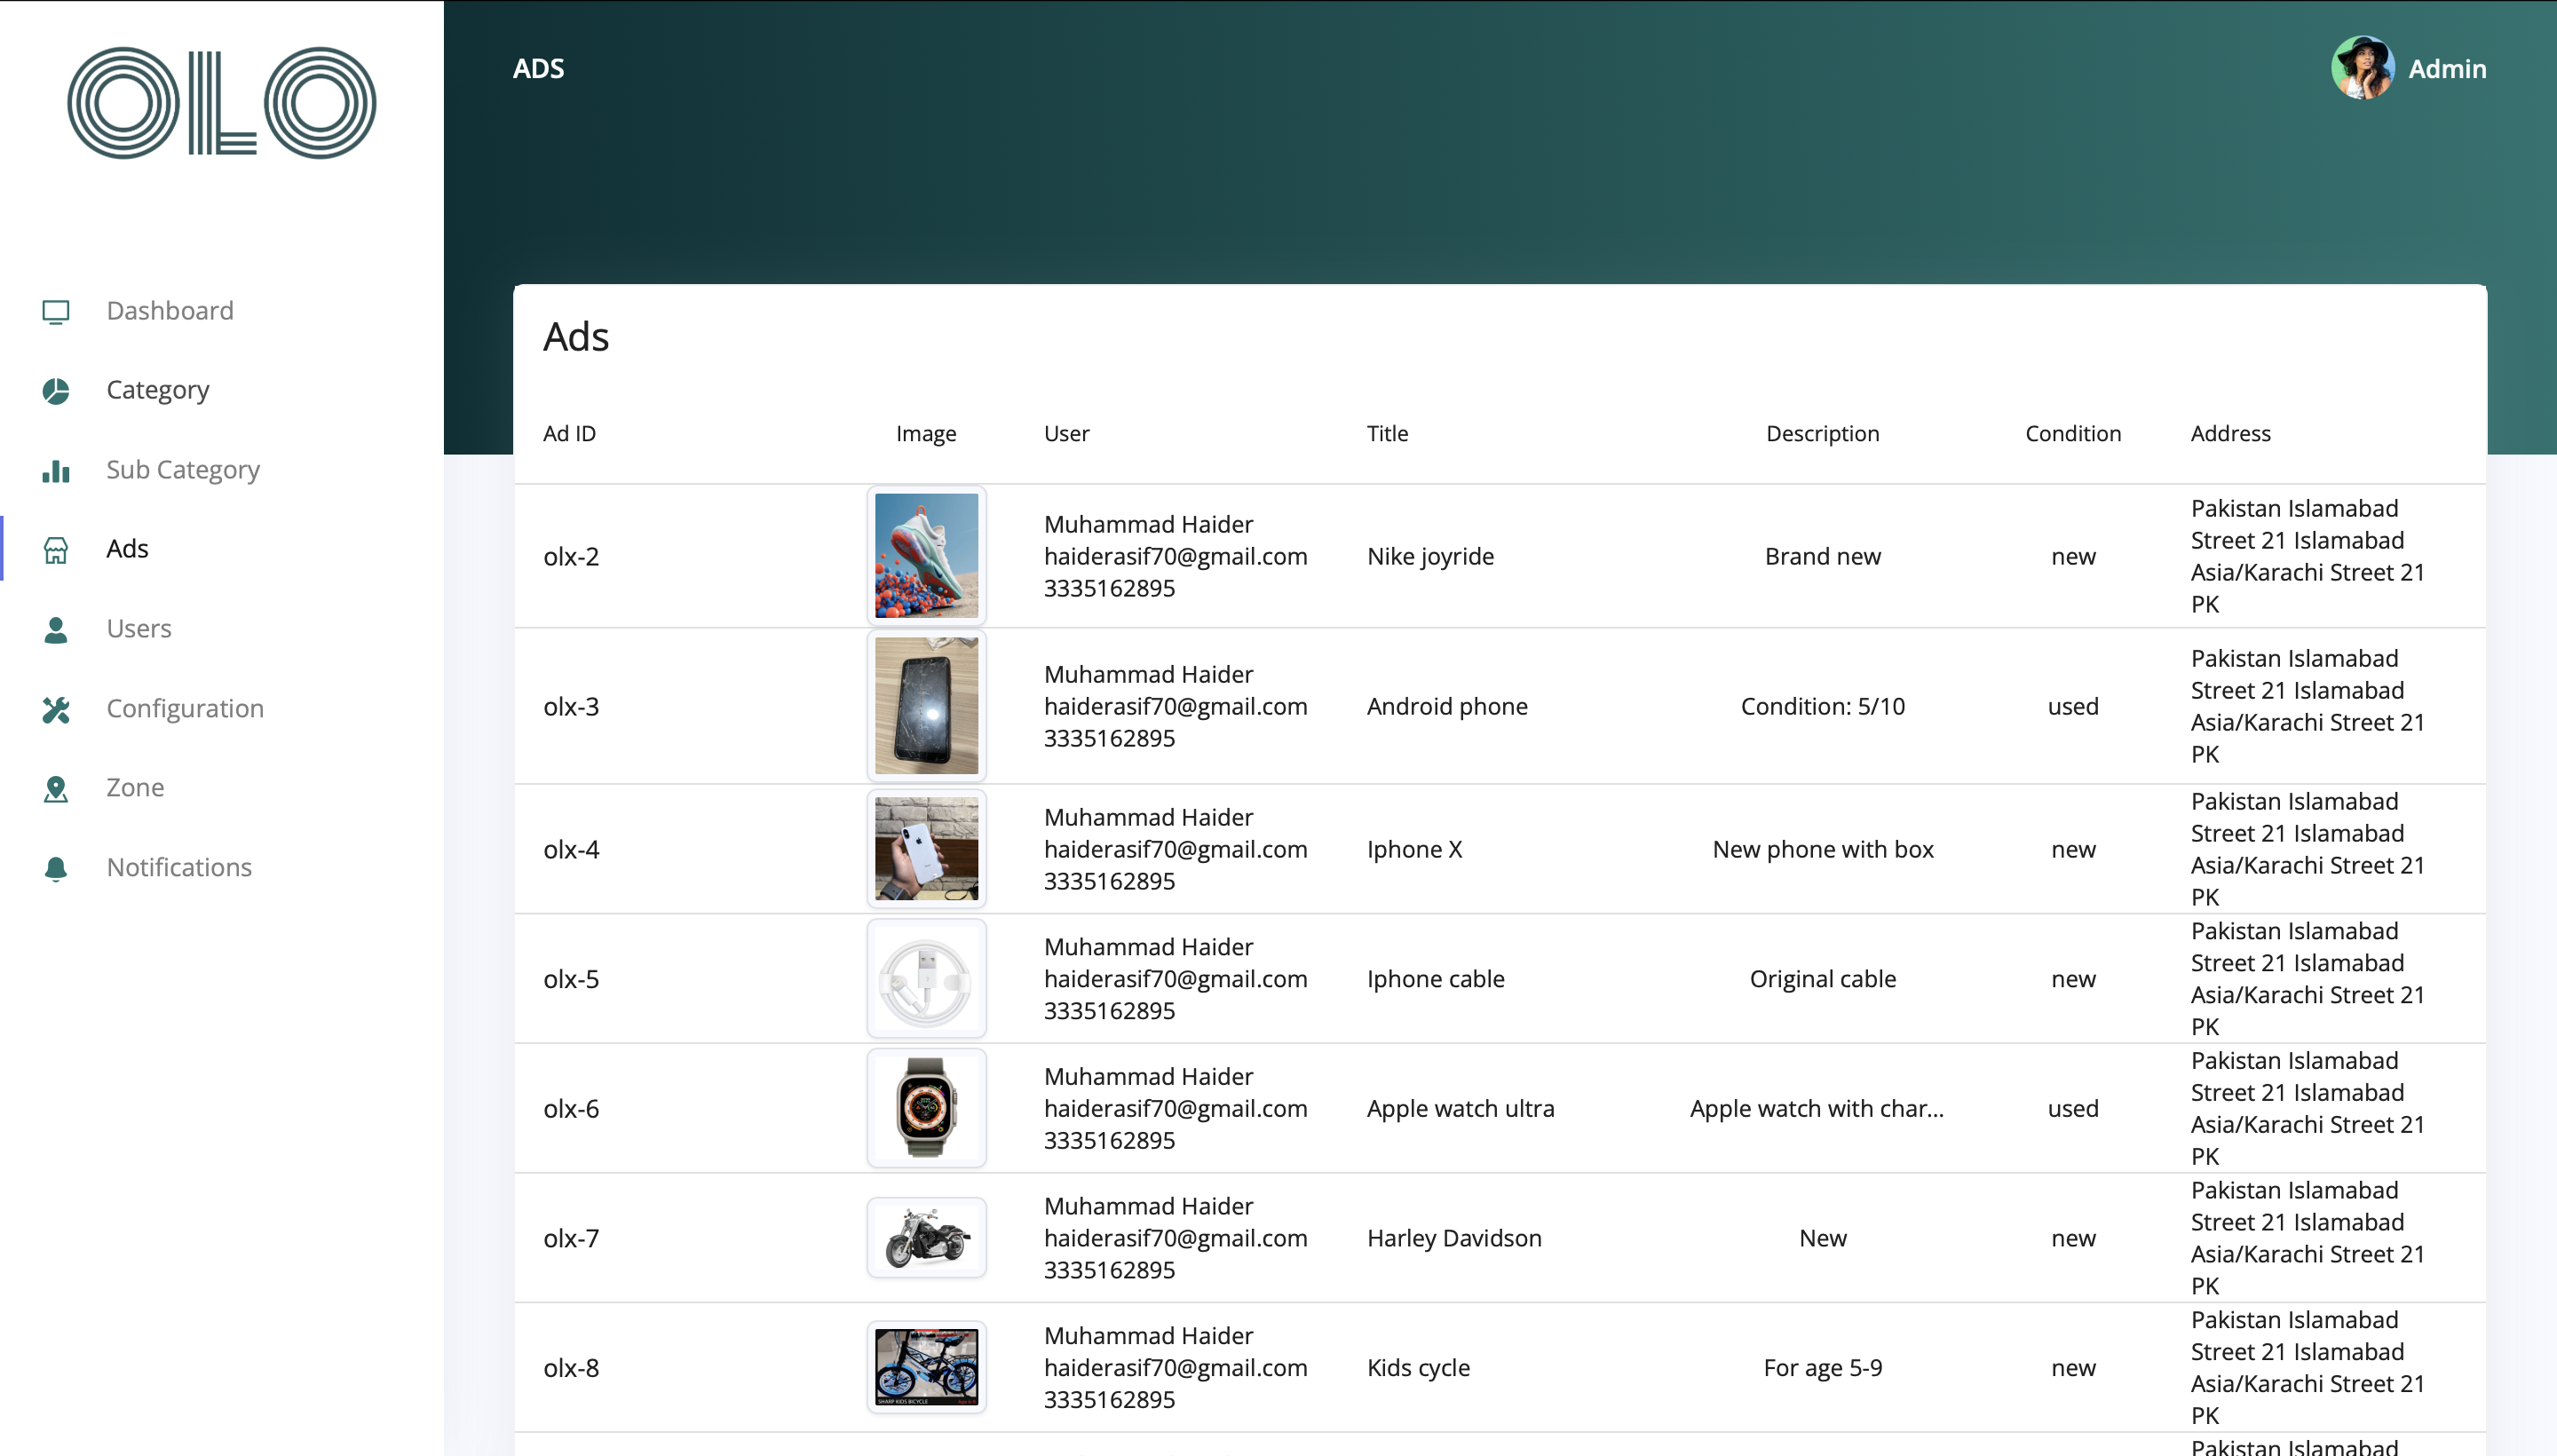 OLO
ADS
Admin
Dashboard
Category
Sub Category
Ads
Users
Configuration
Zone
Notifications
Ads
Ad ID Image User Title Description Condition Address
olx-2 Muhammad Haider haiderasif70@gmail.com 3335162895 Nike joyride Brand new new Pakistan Islamabad Street 21 Islamabad Asia/Karachi Street 21 PK
olx-3 Muhammad Haider haiderasif70@gmail.com 3335162895 Android phone Condition: 5/10 used Pakistan Islamabad Street 21 Islamabad Asia/Karachi Street 21 PK
olx-4 Muhammad Haider haiderasif70@gmail.com 3335162895 Iphone X New phone with box new Pakistan Islamabad Street 21 Islamabad Asia/Karachi Street 21 PK
olx-5 Muhammad Haider haiderasif70@gmail.com 3335162895 Iphone cable Original cable new Pakistan Islamabad Street 21 Islamabad Asia/Karachi Street 21 PK
olx-6 Muhammad Haider haiderasif70@gmail.com 3335162895 Apple watch ultra Apple watch with char... used Pakistan Islamabad Street 21 Islamabad Asia/Karachi Street 21 PK
olx-7 Muhammad Haider haiderasif70@gmail.com 3335162895 Harley Davidson New new Pakistan Islamabad Street 21 Islamabad Asia/Karachi Street 21 PK
olx-8 SHARP KIDS BICYCLE Muhammad Haider haiderasif70@gmail.com 3335162895 Kids cycle For age 5-9 new Pakistan Islamabad Street 21 Islamabad Asia/Karachi Street 21 PK
Pakistan Islamabad